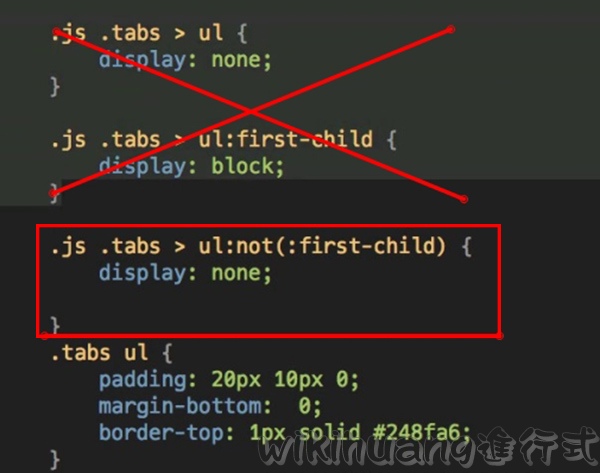 .js .tabs > ul {
display: none;
}
.js .tabs > ul:first-child {
display: block;
}
.js .tabs > ul:not(:first-child) {
display: none;
}
.tabs ul {
padding: 20px 10px 0;
margin-bottom: 0;
border-top: 1px solid #248fa6;
}
wikihuang進行式